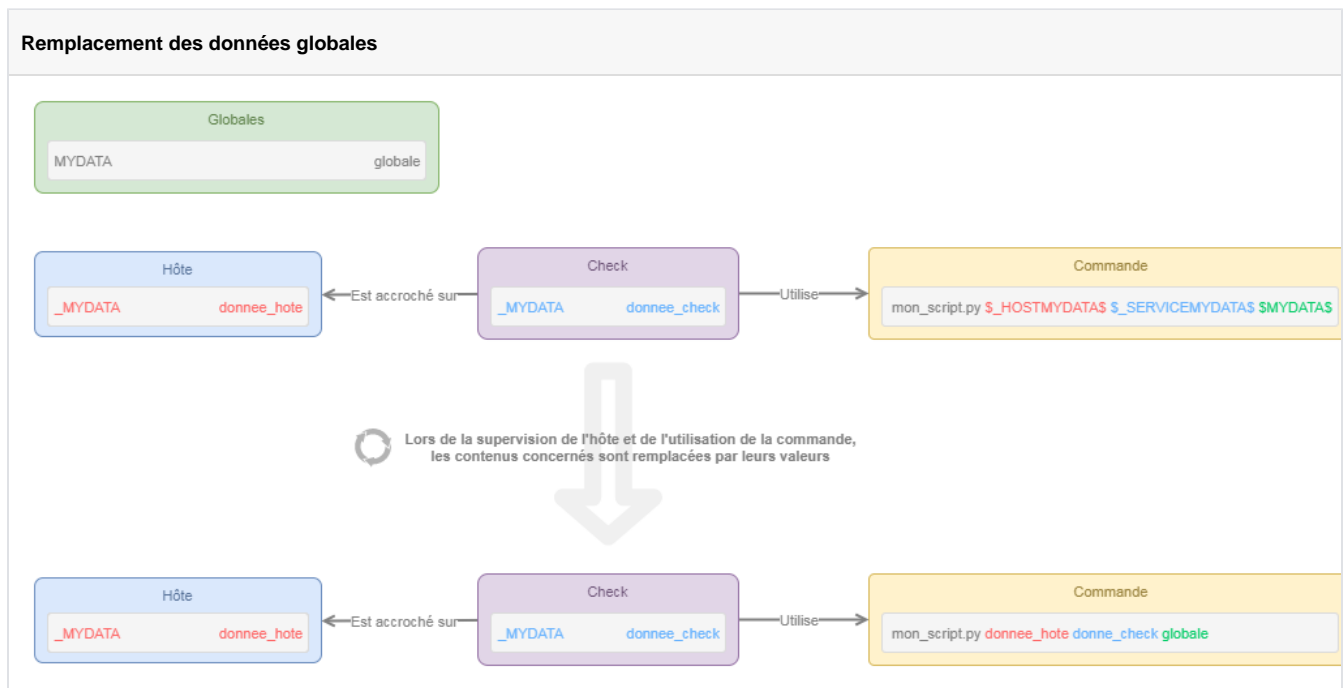 Remplacement des données globales
Globales
MYDATA globale
Hôte
_MYDATA donnee_hote
Est accroché sur
Check
_MYDATA donnee_check
Utilise
Commande
mon_script.py $_HOSTMYDATA$ $_SERVICEMYDATA$ $MYDATA$
Lors de la supervision de l'hôte et de l'utilisation de la commande,
les contenus concernés sont remplacées par leurs valeurs
Hôte
_MYDATA donnee_hote
Est accroché sur
Check
_MYDATA donnee_check
Utilise
Commande
mon_script.py donnee_hote donne_check globale